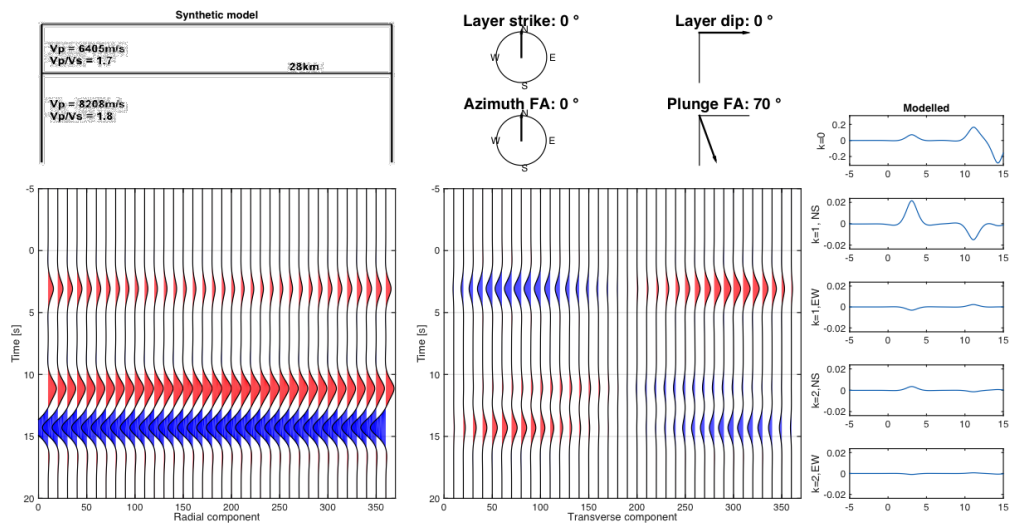 Synthetic model
Vp = 6405m/s
Vp/Vs = 1.7
28km
Vp = 8208m/s
Vp/Vs = 1.8
Layer strike: 0 °
N
W
E
S
Layer dip: 0 °
Azimuth FA: 0 °
N
W
E
S
Plunge FA: 70 °
Modelled
k=0
0.2
0
-0.2
-5 0 5 10 15
k=1, NS
0.02
0
-0.02
-5 0 5 10 15
k=1,EW
0.02
0
-0.02
-5 0 5 10 15
k=2,NS
0.02
0
-0.02
-5 0 5 10 15
k=2,EW
0.02
0
-0.02
-5 0 5 10 15
Time [s]
-5
0
5
10
15
20
0 50 100 150 200 250 300 350
Radial component
Time [s]
-5
0
5
10
15
20
0 50 100 150 200 250 300 350
Transverse component